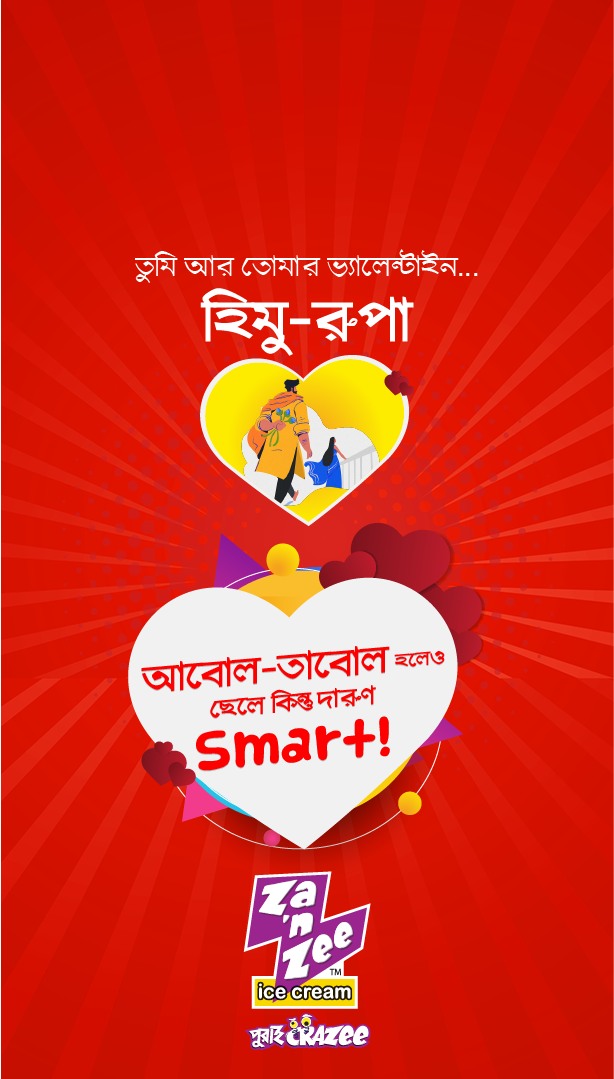 তুমি আর তোমার ভ্যালেন্টাইন...
হিমু-রুপা
আবোল-তাবোল হলেও
ছেলে কিন্তু দারুণ
Smart!
Za
'n
Zee
TM
ice cream
পুরাই CRAZEE